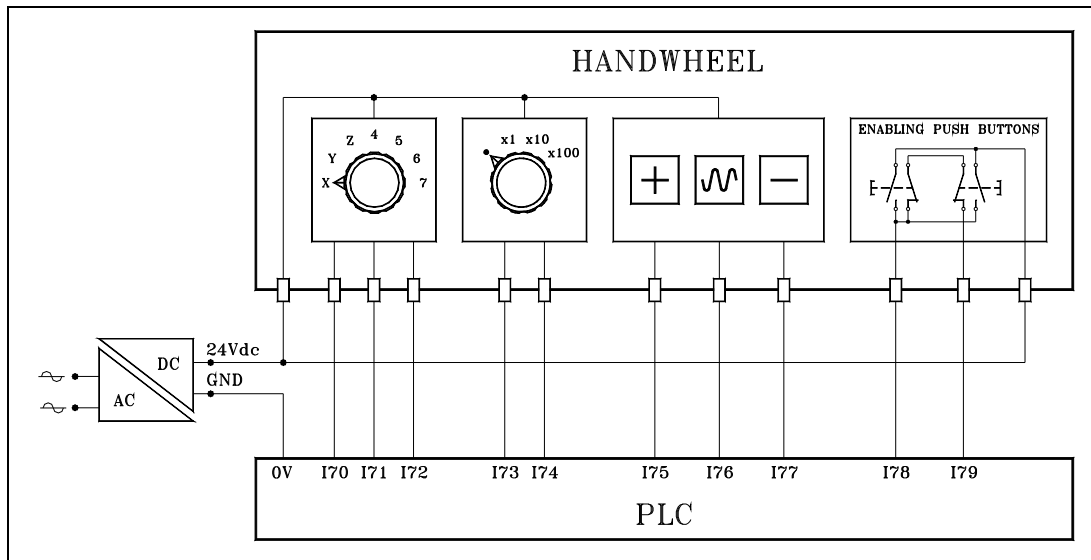 HANDWHEEL
4
Z 5
Y 6
X 7
x1 x10
x100
ENABLING PUSH BUTTONS
24Vdc
DC
GND
AC
0V I70 I71 I72 I73 I74 I75 I76 I77 I78 I79
PLC